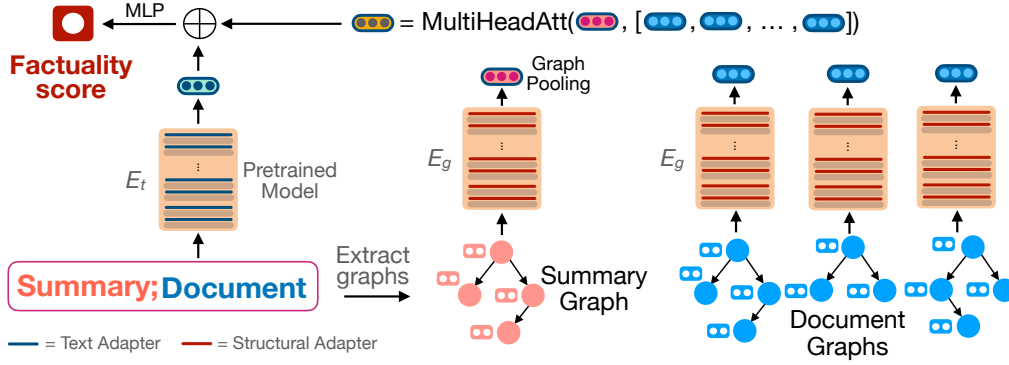 MLP
= MultiHeadAtt( , [ , , ... , ])
Factuality
score
Graph
Pooling
...
E_t
Pretrained
Model
...
E_g
...
E_g
...
...
Summary;Document
Extract
graphs
Summary
Graph
Document
Graphs
= Text Adapter
= Structural Adapter